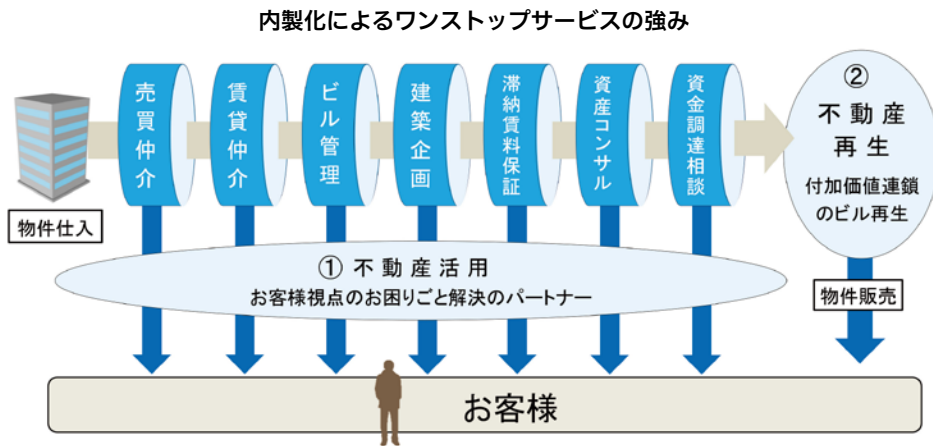 内製化によるワンストップサービスの強み
物件仕入
売買仲介
賃貸仲介
ビル管理
建築企画
滞納賃料保証
資産コンサル
資金調達相談
②
不動産
再生
付加価値連鎖
のビル再生
① 不動産活用
お客様視点のお困りごと解決のパートナー
物件販売
お客様